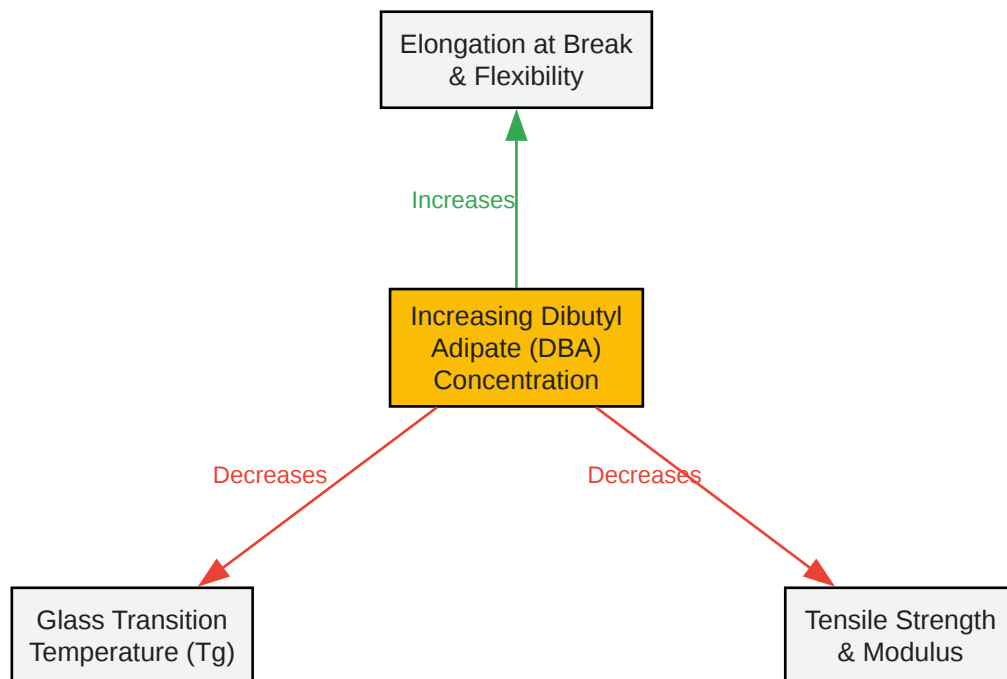 Elongation at Break
& Flexibility
Increases
Increasing Dibutyl
Adipate (DBA)
Concentration
Decreases
Decreases
Glass Transition
Temperature (Tg)
Tensile Strength
& Modulus